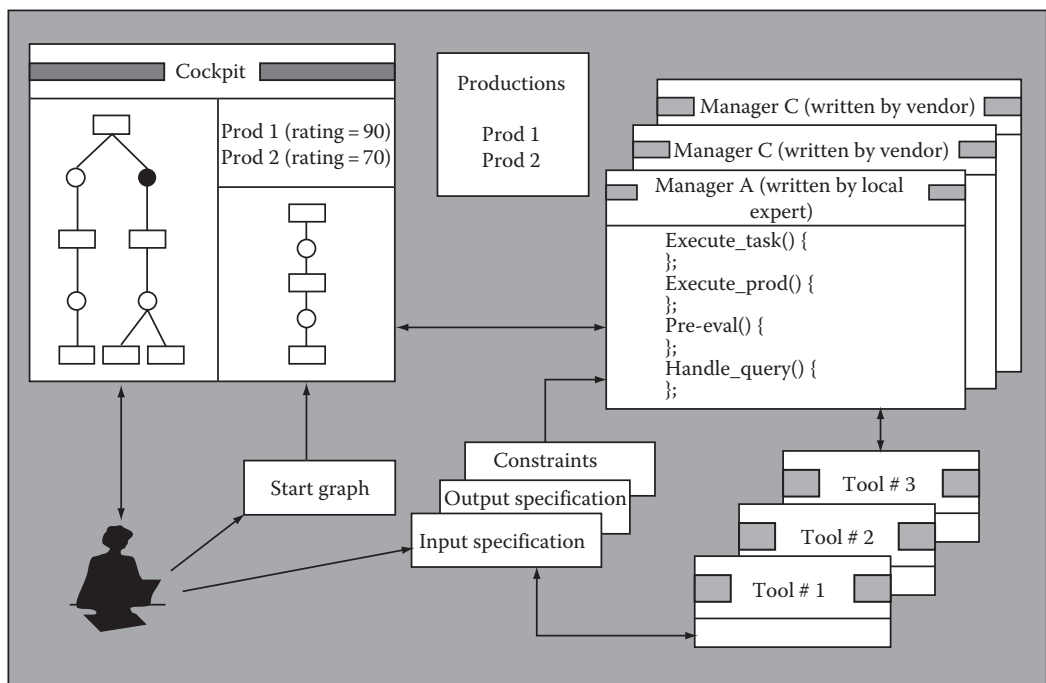 Cockpit
Prod 1 (rating = 90)
Prod 2 (rating = 70)
Productions
Prod 1
Prod 2
Manager C (written by vendor)
Manager C (written by vendor)
Manager A (written by local
expert)
Execute_task() {
};
Execute_prod() {
};
Pre-eval() {
};
Handle_query() {
};
Start graph
Constraints
Output specification
Input specification
Tool # 3
Tool # 2
Tool # 1